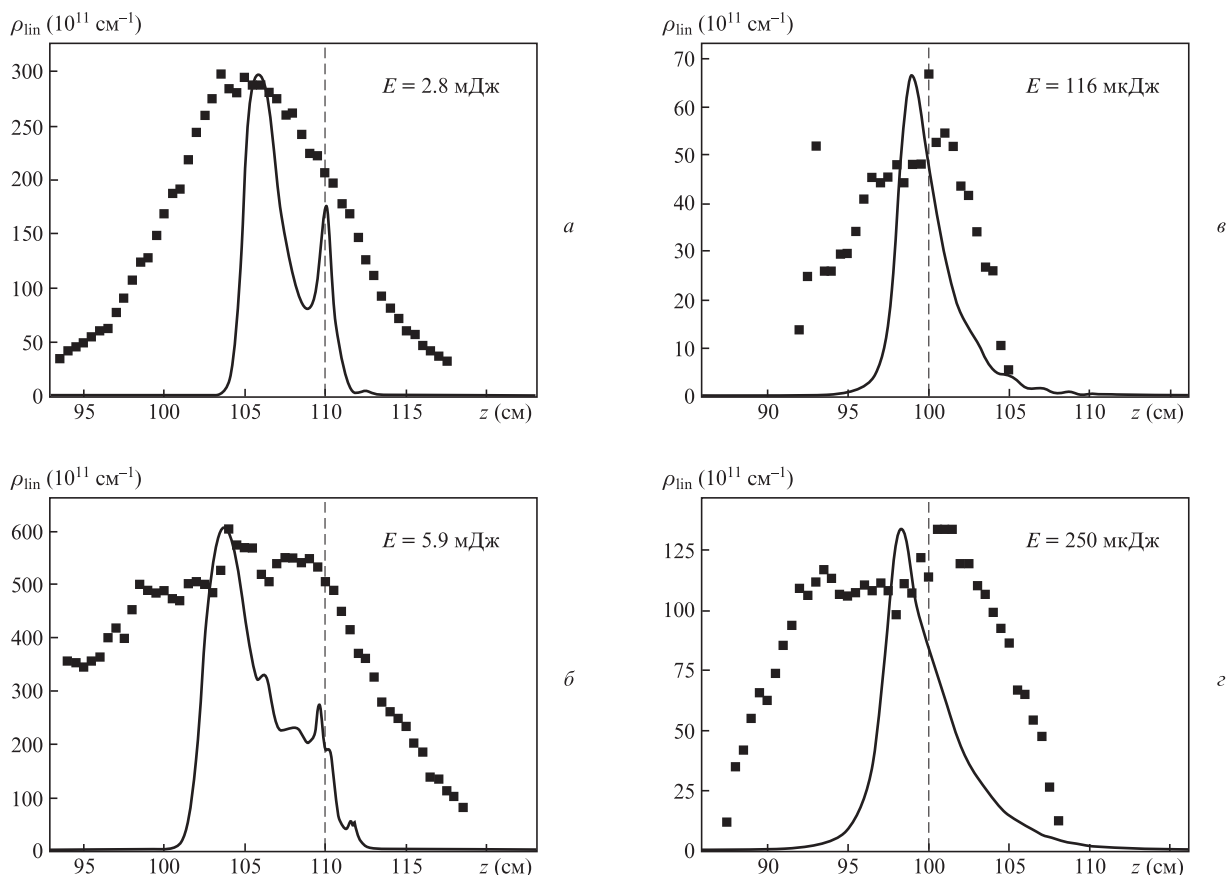 ρlin (10¹¹ см⁻¹)
300
250
200
150
100
50
0
95 100 105 110 115 z (см)
E = 2.8 мДж
а
ρlin (10¹¹ см⁻¹)
70
60
50
40
30
20
10
0
90 95 100 105 110 z (см)
E = 116 мкДж
в
ρlin (10¹¹ см⁻¹)
600
500
400
300
200
100
0
95 100 105 110 115 z (см)
E = 5.9 мДж
б
ρlin (10¹¹ см⁻¹)
125
100
75
50
25
0
90 95 100 105 110 z (см)
E = 250 мкДж
г